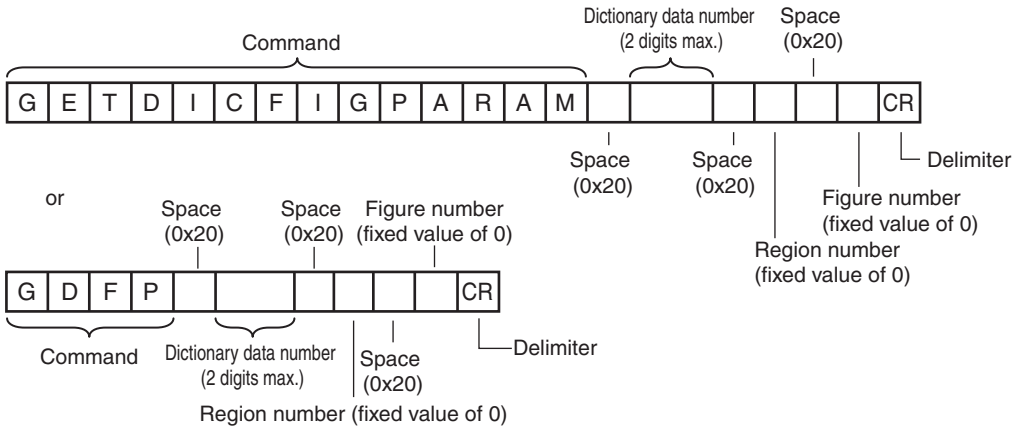 Command
Dictionary data number
(2 digits max.)
Space
(0x20)
G E T D I C F I G P A R A M CR
Space
(0x20)
Space
(0x20)
Delimiter
Figure number
(fixed value of 0)
Region number
(fixed value of 0)
or
Space
(0x20)
Space
(0x20)
Figure number
(fixed value of 0)
G D F P CR
Command
Dictionary data number
(2 digits max.)
Space
(0x20)
Delimiter
Region number (fixed value of 0)